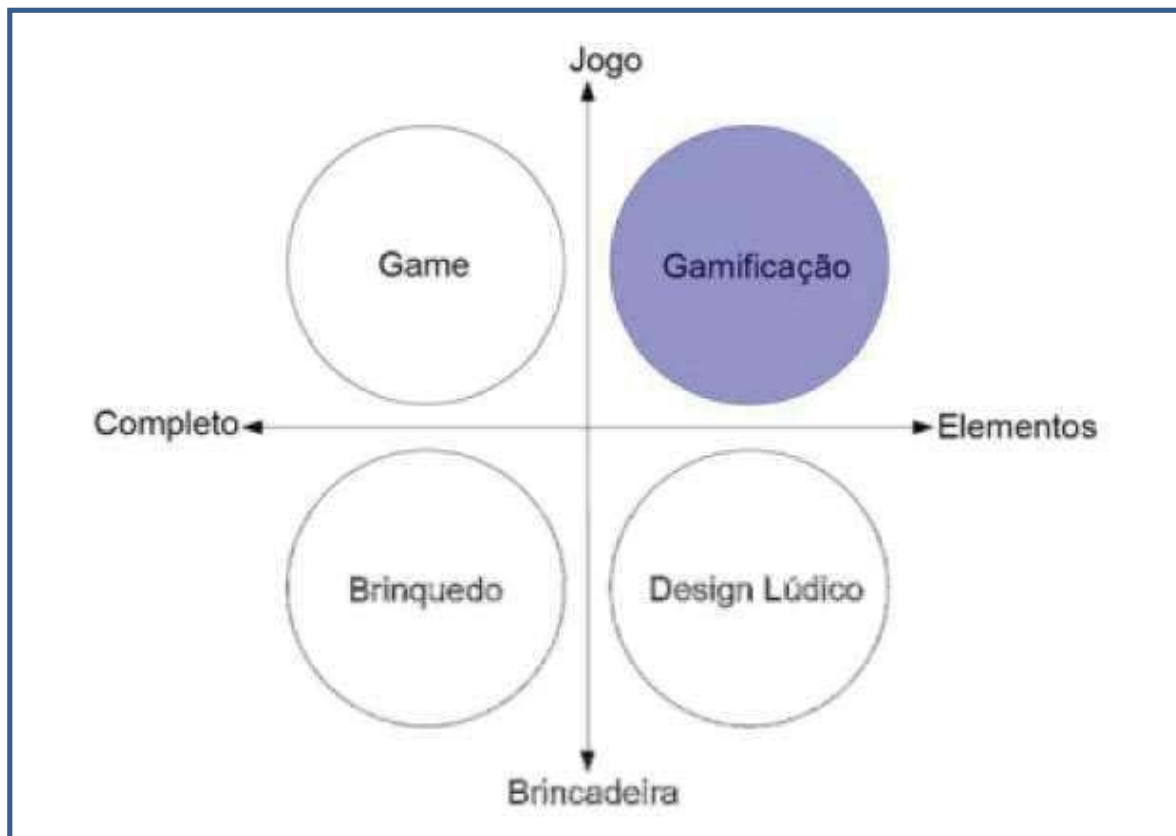 Jogo
Game
Gamificação
Completo
Elementos
Brinquedo
Design Lúdico
Brincadeira